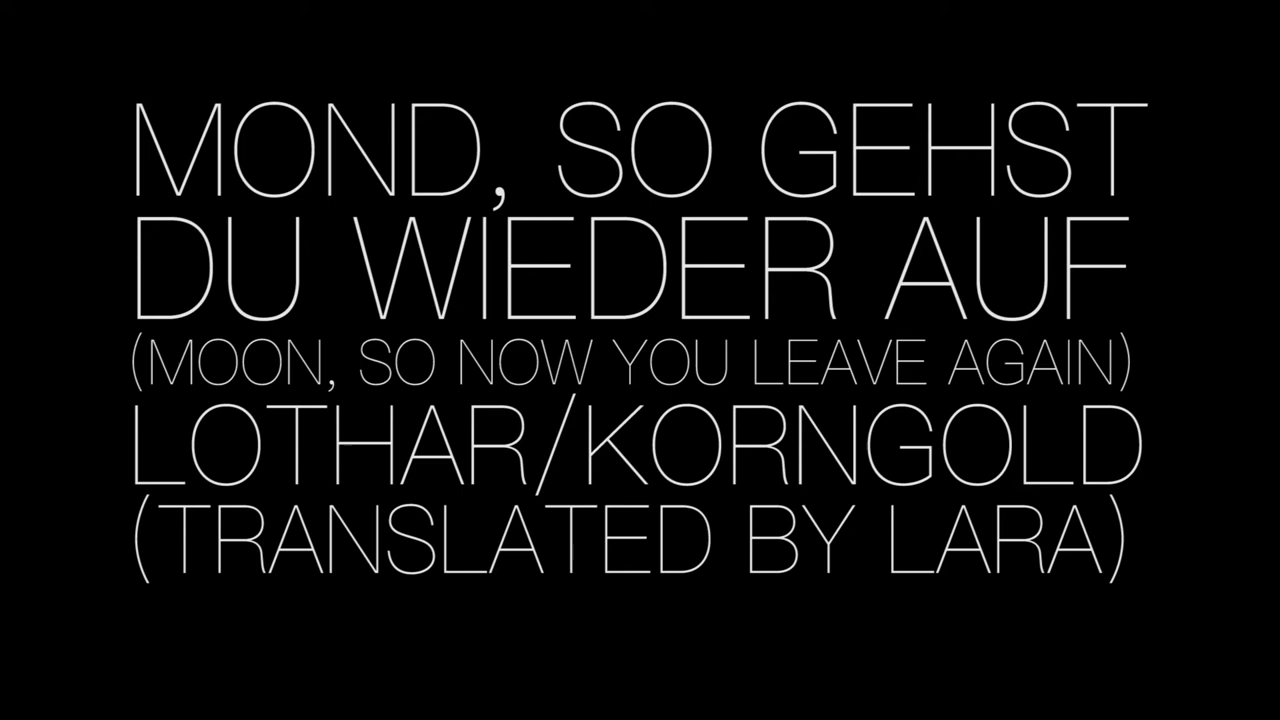 MOND, SO GEHST
DU WIEDER AUF
(MOON, SO NOW YOU LEAVE AGAIN)
LOTHAR/KORNGOLD
(TRANSLATED BY LARA)